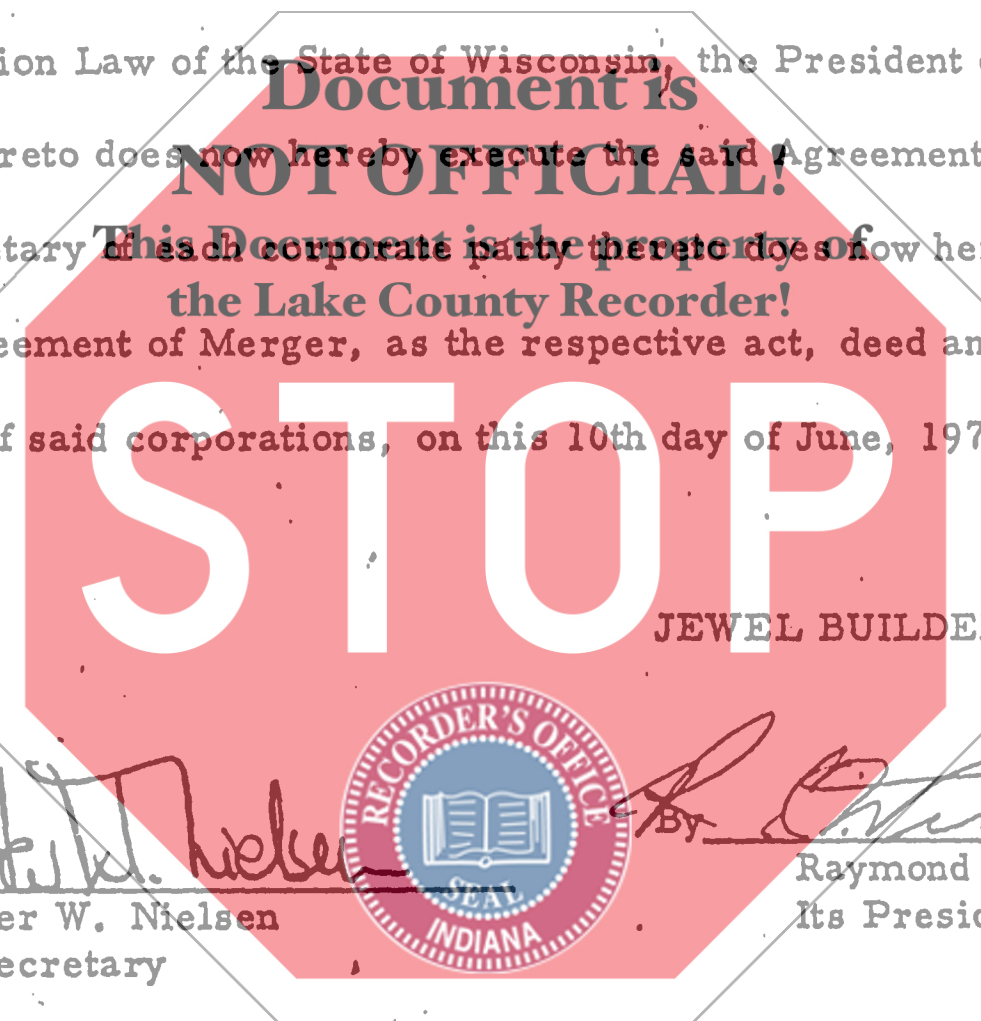 ion Law of the State of Wisconsin, the President
Document is
reto does now hereby execute the said Agreement
NOT OFFICIAL!
tary of each corporate party thereto does now he
This Document is the property of
the Lake County Recorder!
eement of Merger, as the respective act, deed an
STOP
f said corporations, on this 10th day of June, 197
JEWEL BUILDE
RECORDER'S OFFICE
SEAL
INDIANA
By
Raymond
er W. Nielsen
Its Presid
ecretary